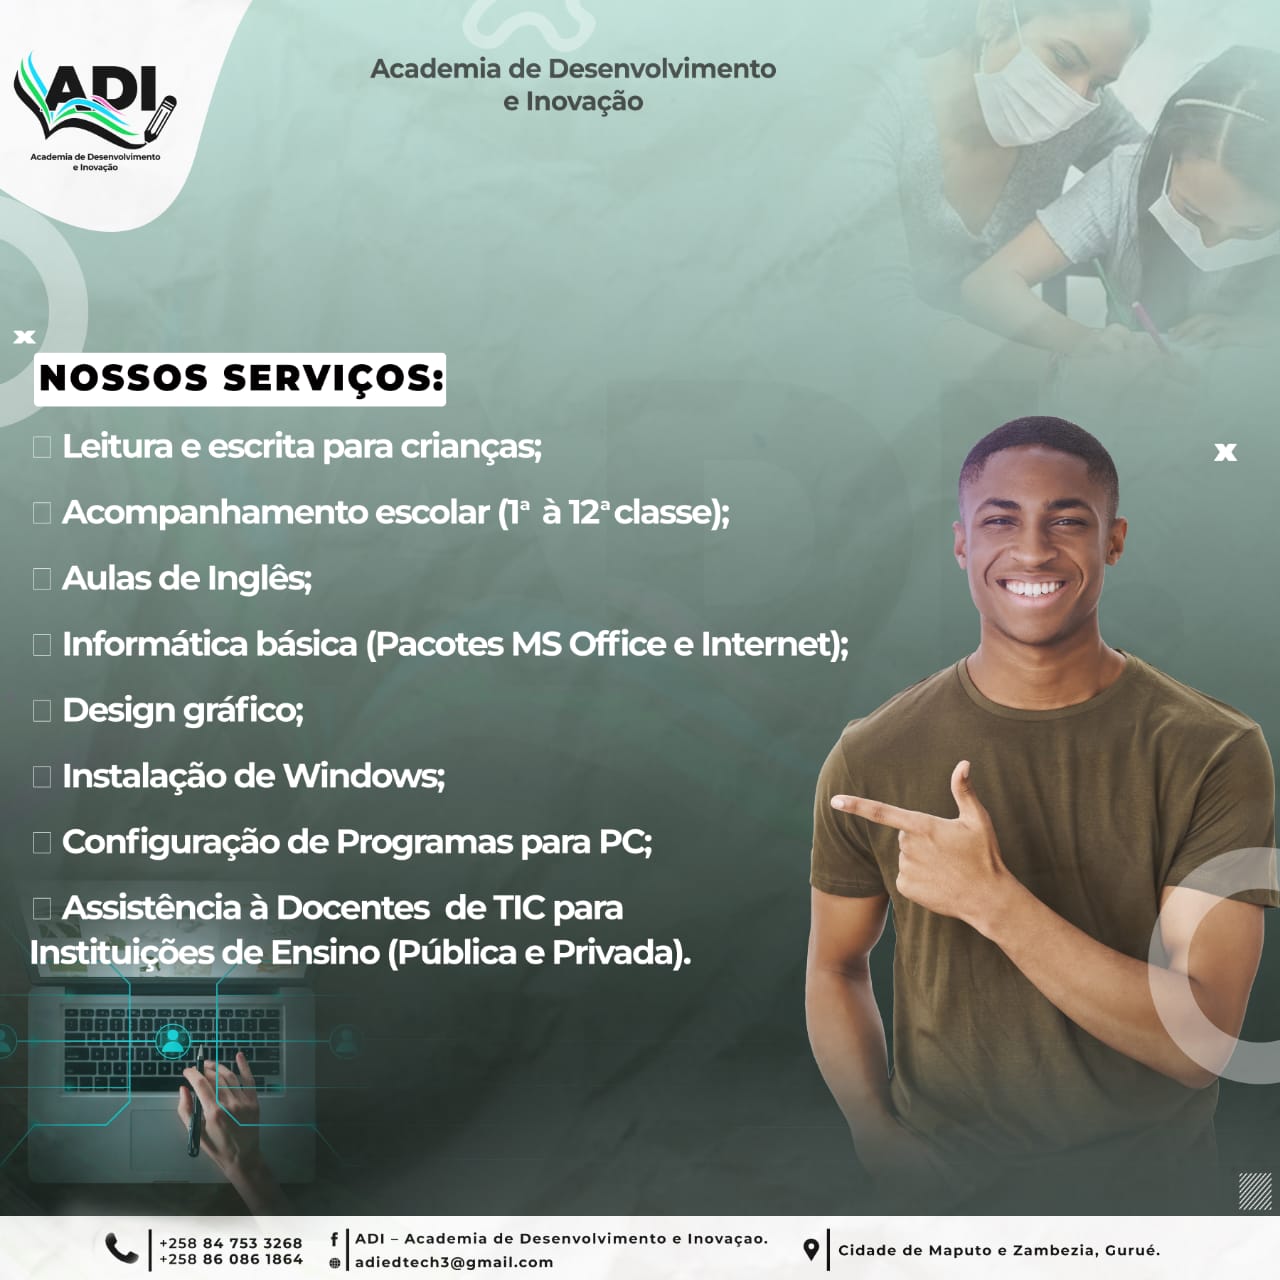 ADI
Academia de Desenvolvimento
e Inovação
Academia de Desenvolvimento
e Inovação
NOSSOS SERVIÇOS:
Leitura e escrita para crianças;
Acompanhamento escolar (1ª à 12ª classe);
Aulas de Inglês;
Informática básica (Pacotes MS Office e Internet);
Design gráfico;
Instalação de Windows;
Configuração de Programas para PC;
Assistência à Docentes de TIC para
Instituições de Ensino (Pública e Privada).
+258 84 753 3268
+258 86 086 1864
ADI – Academia de Desenvolvimento e Inovaçao.
adiedtech3@gmail.com
Cidade de Maputo e Zambezia, Gurué.